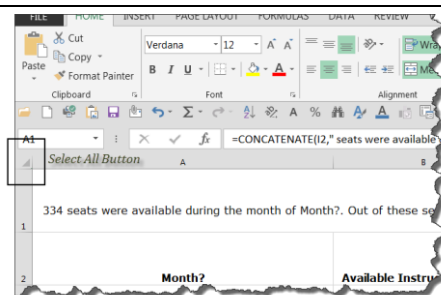 FILE HOME INSERT PAGE LAYOUT FORMULAS DATA REVIEW
Cut
Copy
Format Painter
Paste
Verdana 12 A A
B I U A
Wra
Me
Clipboard Font Alignment
A1 fx =CONCATENATE(I2," seats were available
Select All Button A B
334 seats were available during the month of Month?. Out of these se
1
2 Month? Available Instru